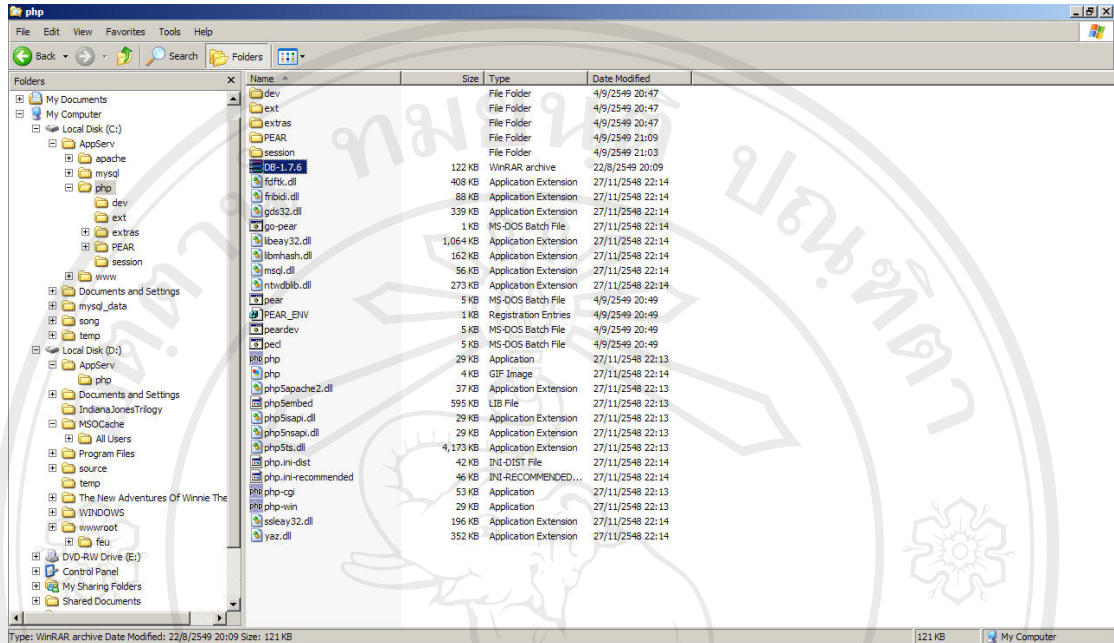 php
File Edit View Favorites Tools Help
Back Search Folders
Folders
My Documents
My Computer
Local Disk (C:)
AppServ
apache
mysql
php
dev
ext
extras
PEAR
session
www
Documents and Settings
mysql_data
song
temp
Local Disk (D:)
AppServ
php
Documents and Settings
IndianaJonesTrilogy
MSOCache
All Users
Program Files
source
temp
The New Adventures Of Winnie The
WINDOWS
wwwroot
feu
DVD-RW Drive (E:)
Control Panel
My Sharing Folders
Shared Documents
Name Size Type Date Modified
dev File Folder 4/9/2549 20:47
ext File Folder 4/9/2549 20:47
extras File Folder 4/9/2549 20:47
PEAR File Folder 4/9/2549 21:09
session File Folder 4/9/2549 21:03
DB-1.7.6 122 KB WinRAR archive 22/8/2549 20:09
fdftk.dll 408 KB Application Extension 27/11/2548 22:14
fribidi.dll 88 KB Application Extension 27/11/2548 22:14
gds32.dll 339 KB Application Extension 27/11/2548 22:14
go-pear 1 KB MS-DOS Batch File 27/11/2548 22:14
libeay32.dll 1,064 KB Application Extension 27/11/2548 22:14
libmhash.dll 162 KB Application Extension 27/11/2548 22:14
msql.dll 56 KB Application Extension 27/11/2548 22:14
ntwdblib.dll 273 KB Application Extension 27/11/2548 22:14
pear 5 KB MS-DOS Batch File 4/9/2549 20:49
PEAR_ENV 1 KB Registration Entries 4/9/2549 20:49
peardev 5 KB MS-DOS Batch File 4/9/2549 20:49
pecl 5 KB MS-DOS Batch File 4/9/2549 20:49
php 29 KB Application 27/11/2548 22:13
php 4 KB GIF Image 27/11/2548 22:14
php5apache2.dll 37 KB Application Extension 27/11/2548 22:13
php5embed 595 KB LIB File 27/11/2548 22:13
php5isapi.dll 29 KB Application Extension 27/11/2548 22:13
php5nsapi.dll 29 KB Application Extension 27/11/2548 22:13
php5ts.dll 4,173 KB Application Extension 27/11/2548 22:13
php.ini-dist 42 KB INI-DIST File 27/11/2548 22:14
php.ini-recommended 46 KB INI-RECOMMENDED... 27/11/2548 22:14
php-cgi 53 KB Application 27/11/2548 22:13
php-win 29 KB Application 27/11/2548 22:13
ssleay32.dll 196 KB Application Extension 27/11/2548 22:14
yaz.dll 352 KB Application Extension 27/11/2548 22:14
Type: WinRAR archive Date Modified: 22/8/2549 20:09 Size: 121 KB 121 KB My Computer